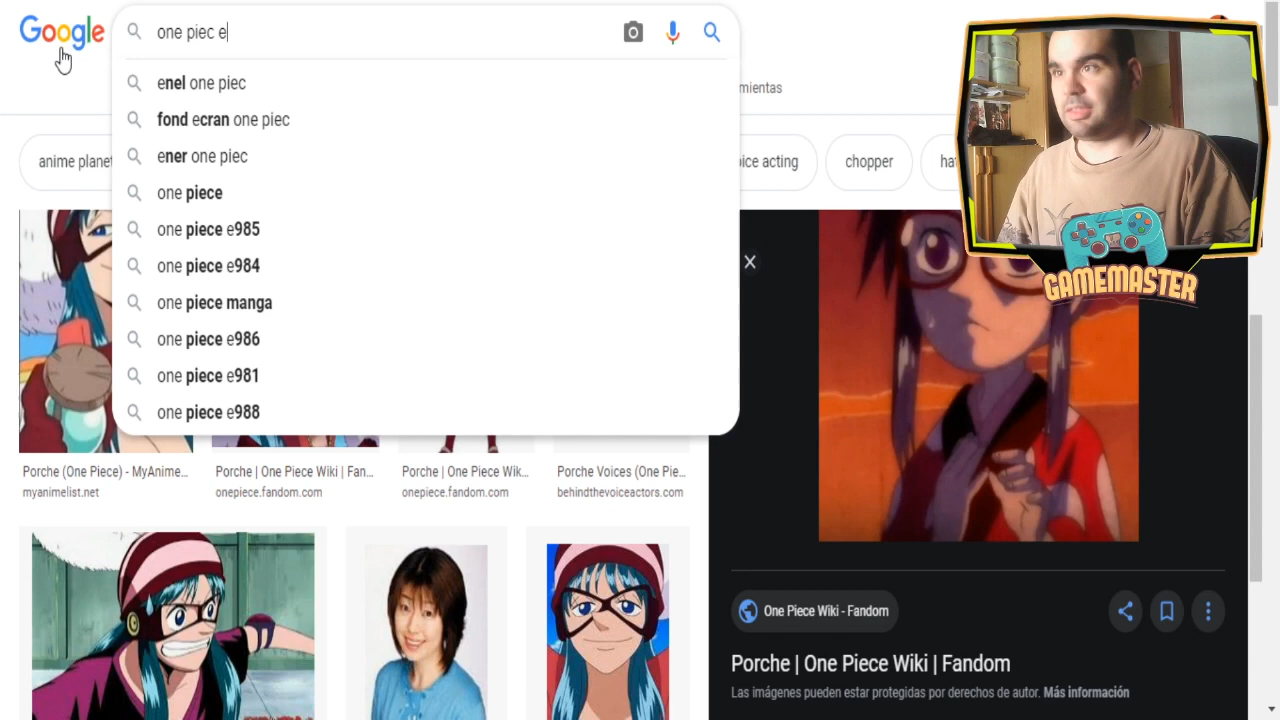 Google
one piec e
enel one piec
fond ecran one piec
ener one piec
one piece
one piece e985
one piece e984
one piece manga
one piece e986
one piece e981
one piece e988
mientas
anime planet
oice acting
chopper
hat
GAMEMASTER
Porche (One Piece) - MyAnime...
myanimelist.net
Porche | One Piece Wiki | Fan...
onepiece.fandom.com
Porche | One Piece Wik...
onepiece.fandom.com
Porche Voices (One Pie...
behindthevoiceactors.com
One Piece Wiki - Fandom
Porche | One Piece Wiki | Fandom
Las imágenes pueden estar protegidas por derechos de autor. Más información